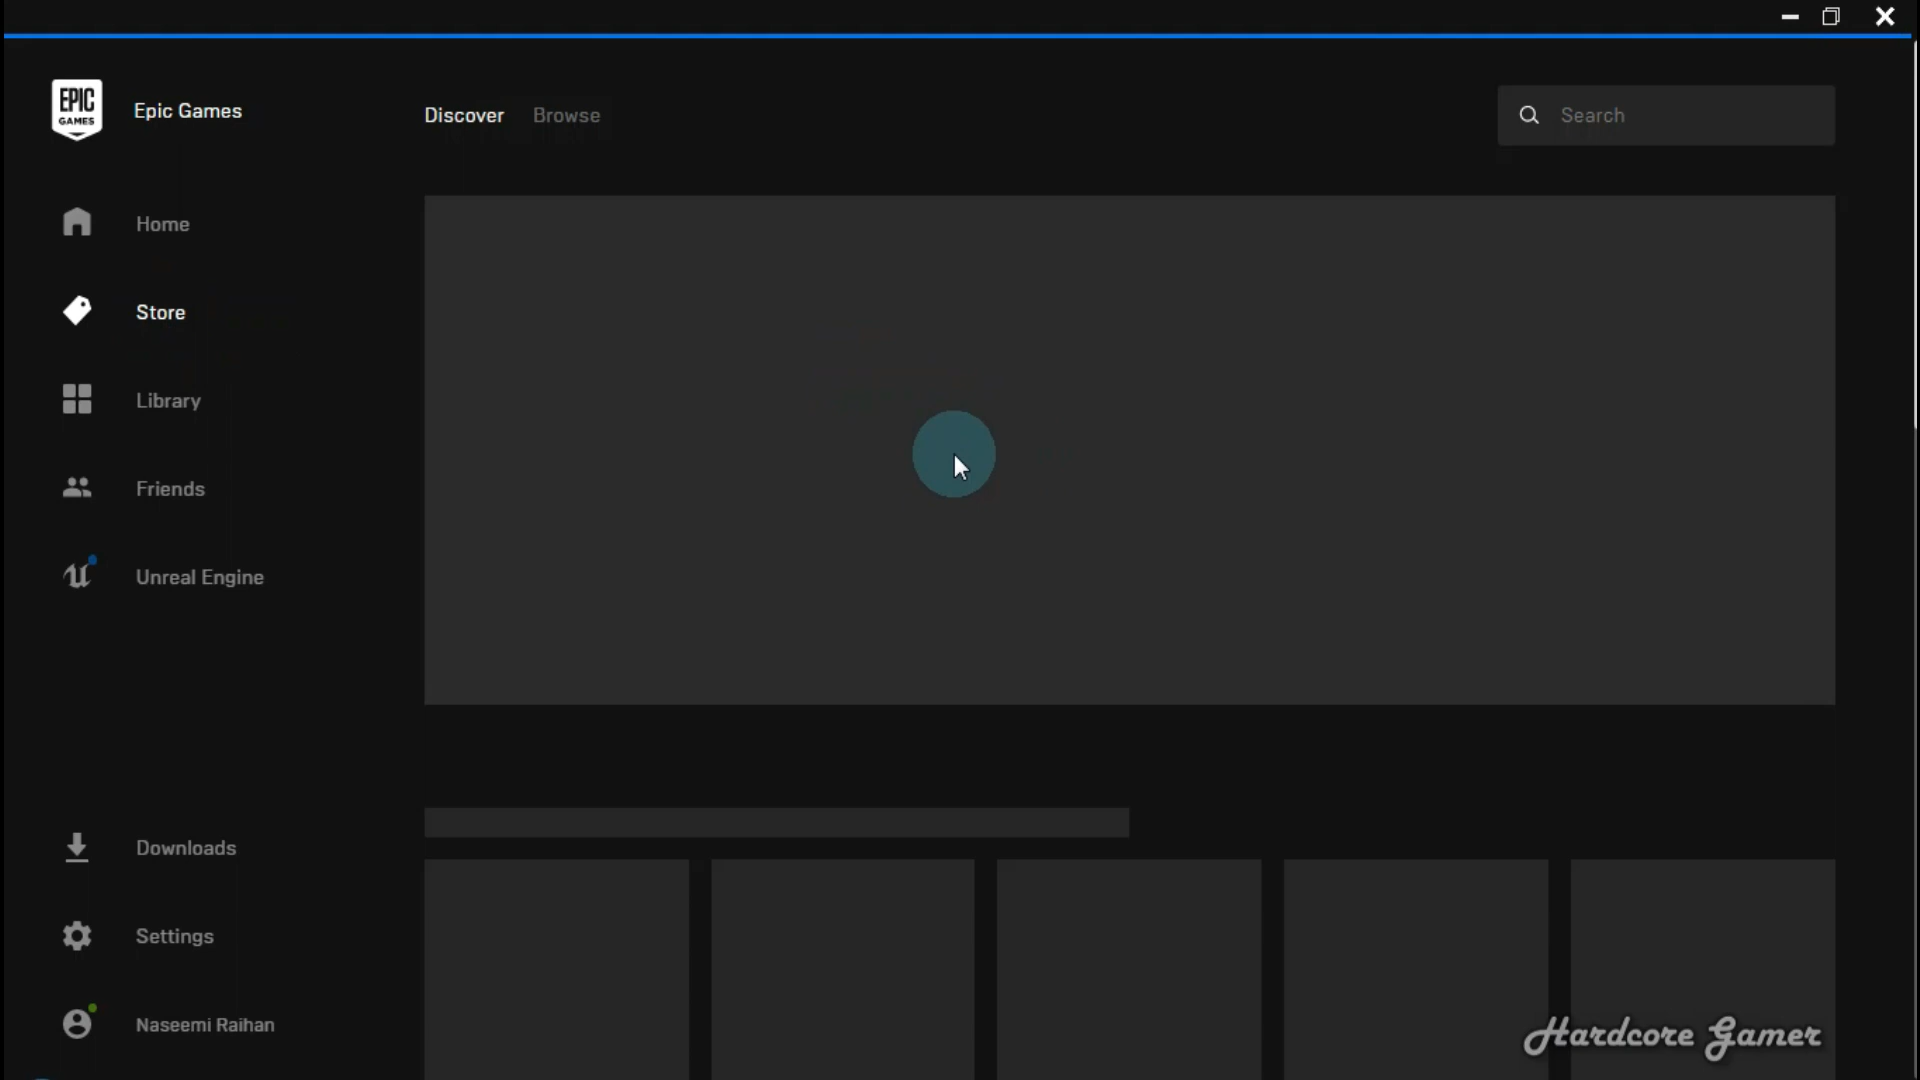 EPIC
GAMES
Epic Games
Discover
Browse
Search
Home
Store
Library
Friends
Unreal Engine
Downloads
Settings
Naseemi Raihan
Hardcore Gamer